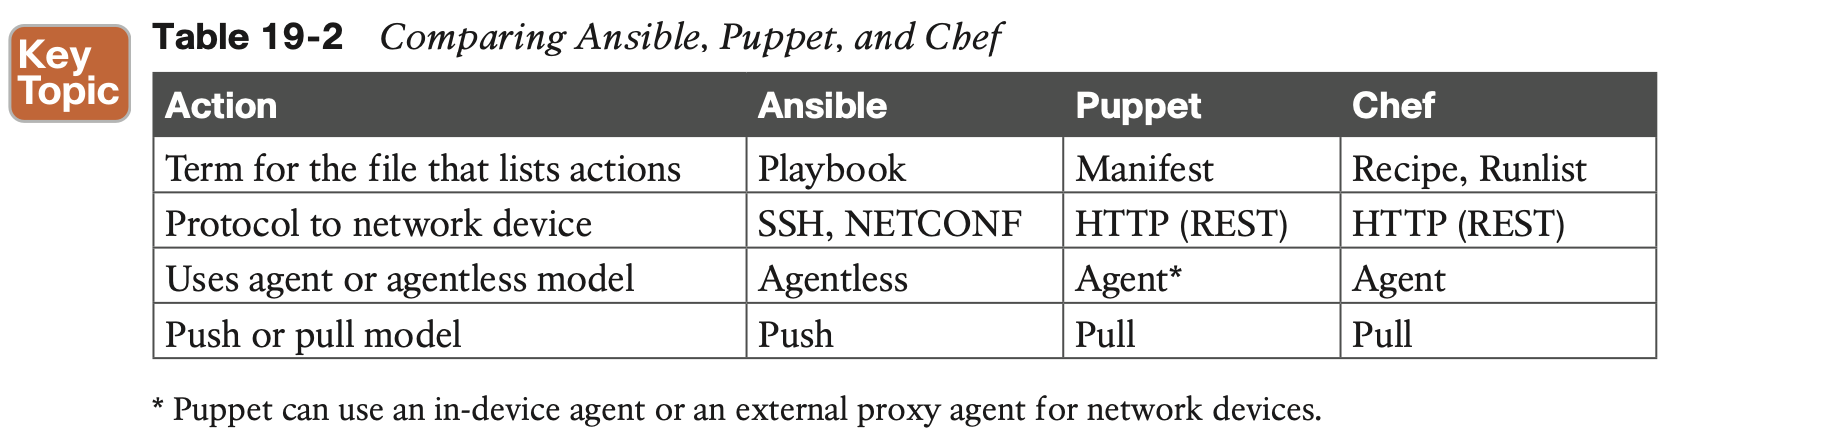 Key
Topic
Table 19-2 Comparing Ansible, Puppet, and Chef
Action Ansible Puppet Chef
Term for the file that lists actions Playbook Manifest Recipe, Runlist
Protocol to network device SSH, NETCONF HTTP (REST) HTTP (REST)
Uses agent or agentless model Agentless Agent* Agent
Push or pull model Push Pull Pull
* Puppet can use an in-device agent or an external proxy agent for network devices.